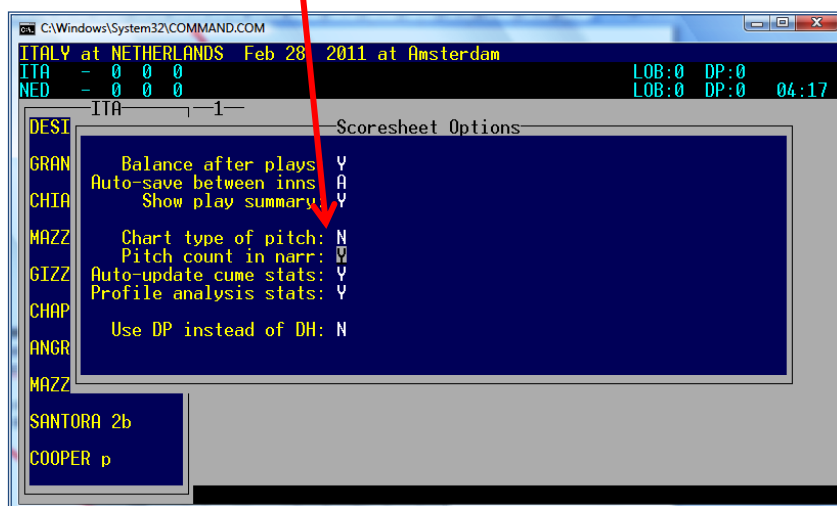 C:\Windows\System32\COMMAND.COM
ITALY at NETHERLANDS Feb 28, 2011 at Amsterdam
ITA - 0 0 0 LOB:0 DP:0
NED - 0 0 0 LOB:0 DP:0 04:17
ITA 1
DESI Scoresheet Options
GRAN Balance after plays Y
Auto-save between inns A
CHIA Show play summary: Y
MAZZ Chart type of pitch: N
Pitch count in narr: Y
GIZZ Auto-update cume stats: Y
Profile analysis stats: Y
CHAP
Use DP instead of DH: N
ANGR
MAZZ
SANTORA 2b
COOPER p